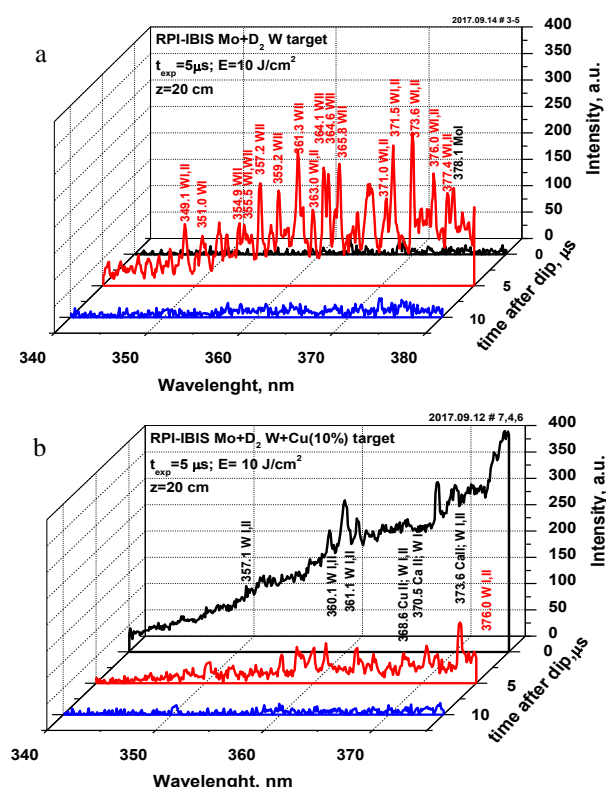 a
2017.09.14 # 3-5
RPI-IBIS Mo+D2 W target
texp=5µs; E=10 J/cm2
z=20 cm
349.1 WI,II
351.0 WI
354.9 WII
355.5 WI,WII
357.2 WII
359.2 WII
361.3 WII
363.0 WI,II
364.1 WII
364.6 WII
365.8 WII
371.0 WI,II
371.5 WI,II
373.6 WI,II
376.0 WI,II
377.4 WI,II
378.1 MoI
400
350
300
250
200
150
100
50
0
Intensity, a.u.
0
5
10
time after dip, µs
340
350
360
370
380
Wavelenght, nm
b
2017.09.12 # 7,4,6
RPI-IBIS Mo+D2 W+Cu(10%) target
texp=5 µs; E= 10 J/cm2
z=20 cm
357.1 W I,II
360.1 W I,II
361.1 W I,II
368.6 Cu II; W I,II
370.5 Ca II; W I
373.6 CaII; W I,II
376.0 W I,II
400
350
300
250
200
150
100
50
0
Intensity, a.u.
0
5
10
time after dip,µs
340
350
360
370
Wavelenght, nm